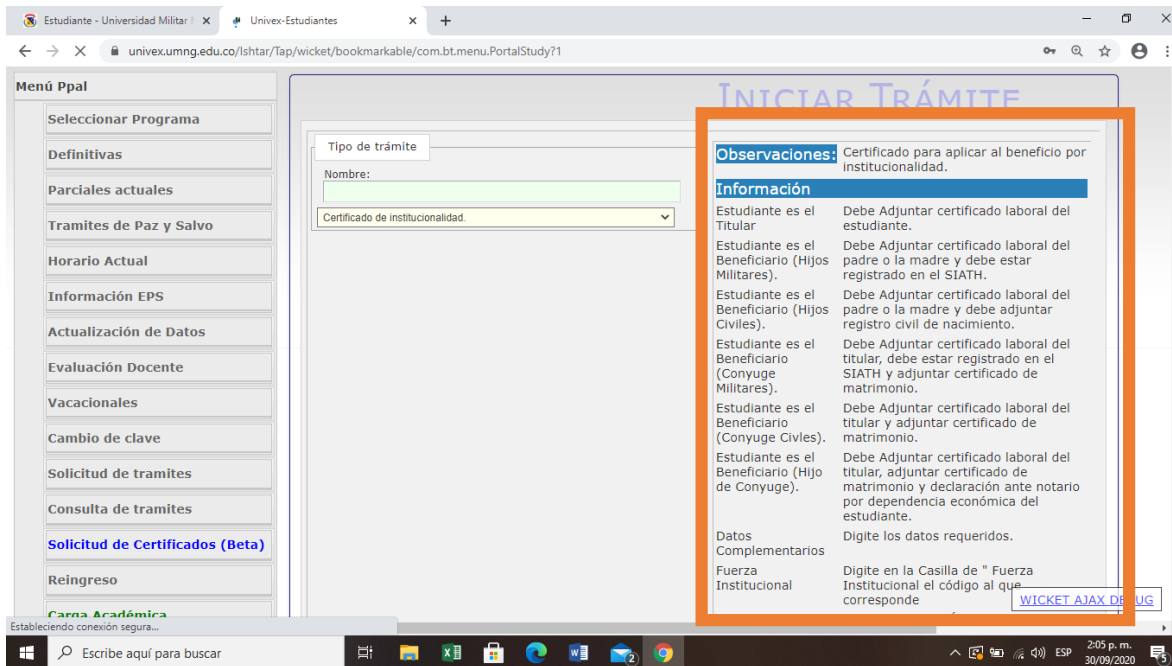 Estudiante - Universidad Militar
Univex-Estudiantes
univex.umng.edu.co/Ishtar/Tap/wicket/bookmarkable/com.bt.menu.PortalStudy?1
Menú Ppal
Seleccionar Programa
Definitivas
Parciales actuales
Tramites de Paz y Salvo
Horario Actual
Información EPS
Actualización de Datos
Evaluación Docente
Vacacionales
Cambio de clave
Solicitud de tramites
Consulta de tramites
Solicitud de Certificados (Beta)
Reingreso
Carga Académica
INICIAR TRÁMITE
Tipo de trámite
Nombre:
Certificado de institucionalidad.
Observaciones: Certificado para aplicar al beneficio por
institucionalidad.
Información
Estudiante es el Debe Adjuntar certificado laboral del
Titular estudiante.
Estudiante es el Debe Adjuntar certificado laboral del
Beneficiario (Hijos padre o la madre y debe estar
Militares). registrado en el SIATH.
Estudiante es el Debe Adjuntar certificado laboral del
Beneficiario (Hijos padre o la madre y debe adjuntar
Civiles). registro civil de nacimiento.
Estudiante es el Debe Adjuntar certificado laboral del
Beneficiario titular, debe estar registrado en el
(Conyuge SIATH y adjuntar certificado de
Militares). matrimonio.
Estudiante es el Debe Adjuntar certificado laboral del
Beneficiario titular y adjuntar certificado de
(Conyuge Civles). matrimonio.
Estudiante es el Debe Adjuntar certificado laboral del
Beneficiario (Hijo titular, adjuntar certificado de
de Conyuge). matrimonio y declaración ante notario
por dependencia económica del
estudiante.
Datos Digite los datos requeridos.
Complementarios
Fuerza Digite en la Casilla de " Fuerza
Institucional Institucional el código al que
corresponde
WICKET AJAX DEBUG
Estableciendo conexión segura...
Escribe aquí para buscar
2
ESP
2:05 p. m.
30/09/2020
5